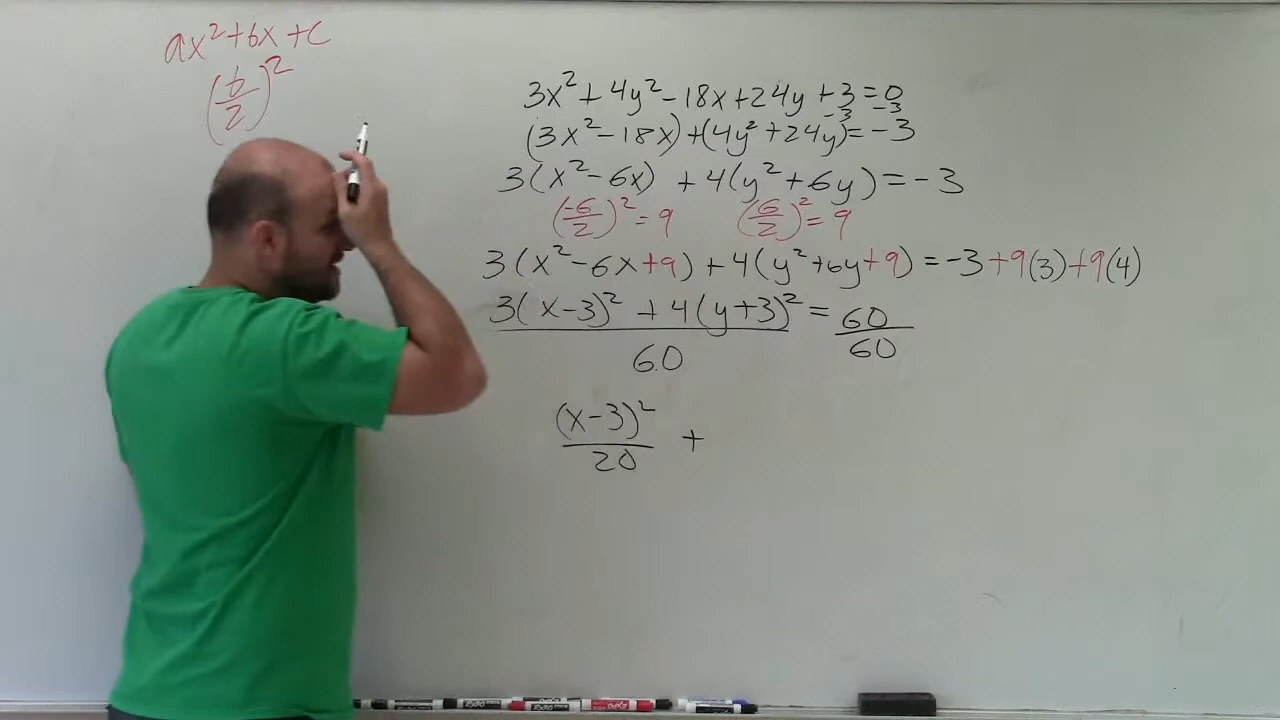 ax²+bx+c
(b/2)²
3x²+4y²-18x+24y+3=0
-3 -3
(3x²-18x)+(4y²+24y)=-3
3(x²-6x) +4(y²+6y)=-3
(-6/2)²=9 (6/2)²=9
3(x²-6x+9)+4(y²+6y+9)=-3+9(3)+9(4)
3(x-3)²+4(y+3)²=60
60 60
(x-3)² +
20